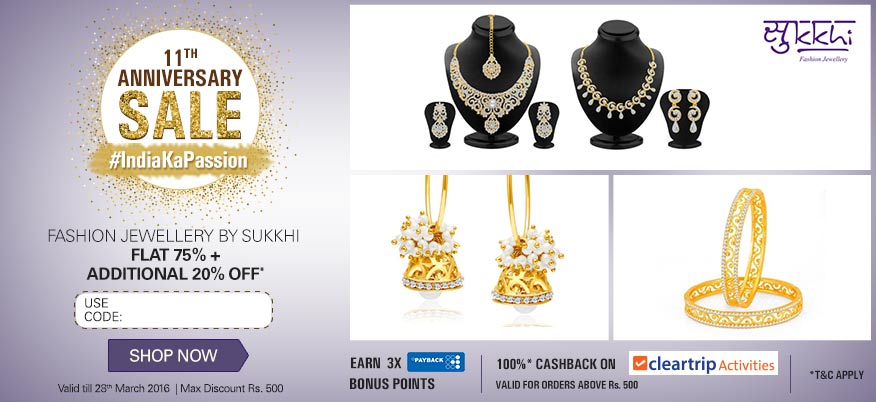 11TH
ANNIVERSARY
SALE
#IndiaKaPassion
FASHION JEWELLERY BY SUKKHI
FLAT 75% +
ADDITIONAL 20% OFF*
USE
CODE:
SHOP NOW
Valid till 28th March 2016 | Max Discount Rs. 500
सुkkhi
Fashion Jewellery
EARN 3X PAYBACK
BONUS POINTS
100%* CASHBACK ON cleartrip Activities
VALID FOR ORDERS ABOVE Rs. 500
*T&C APPLY